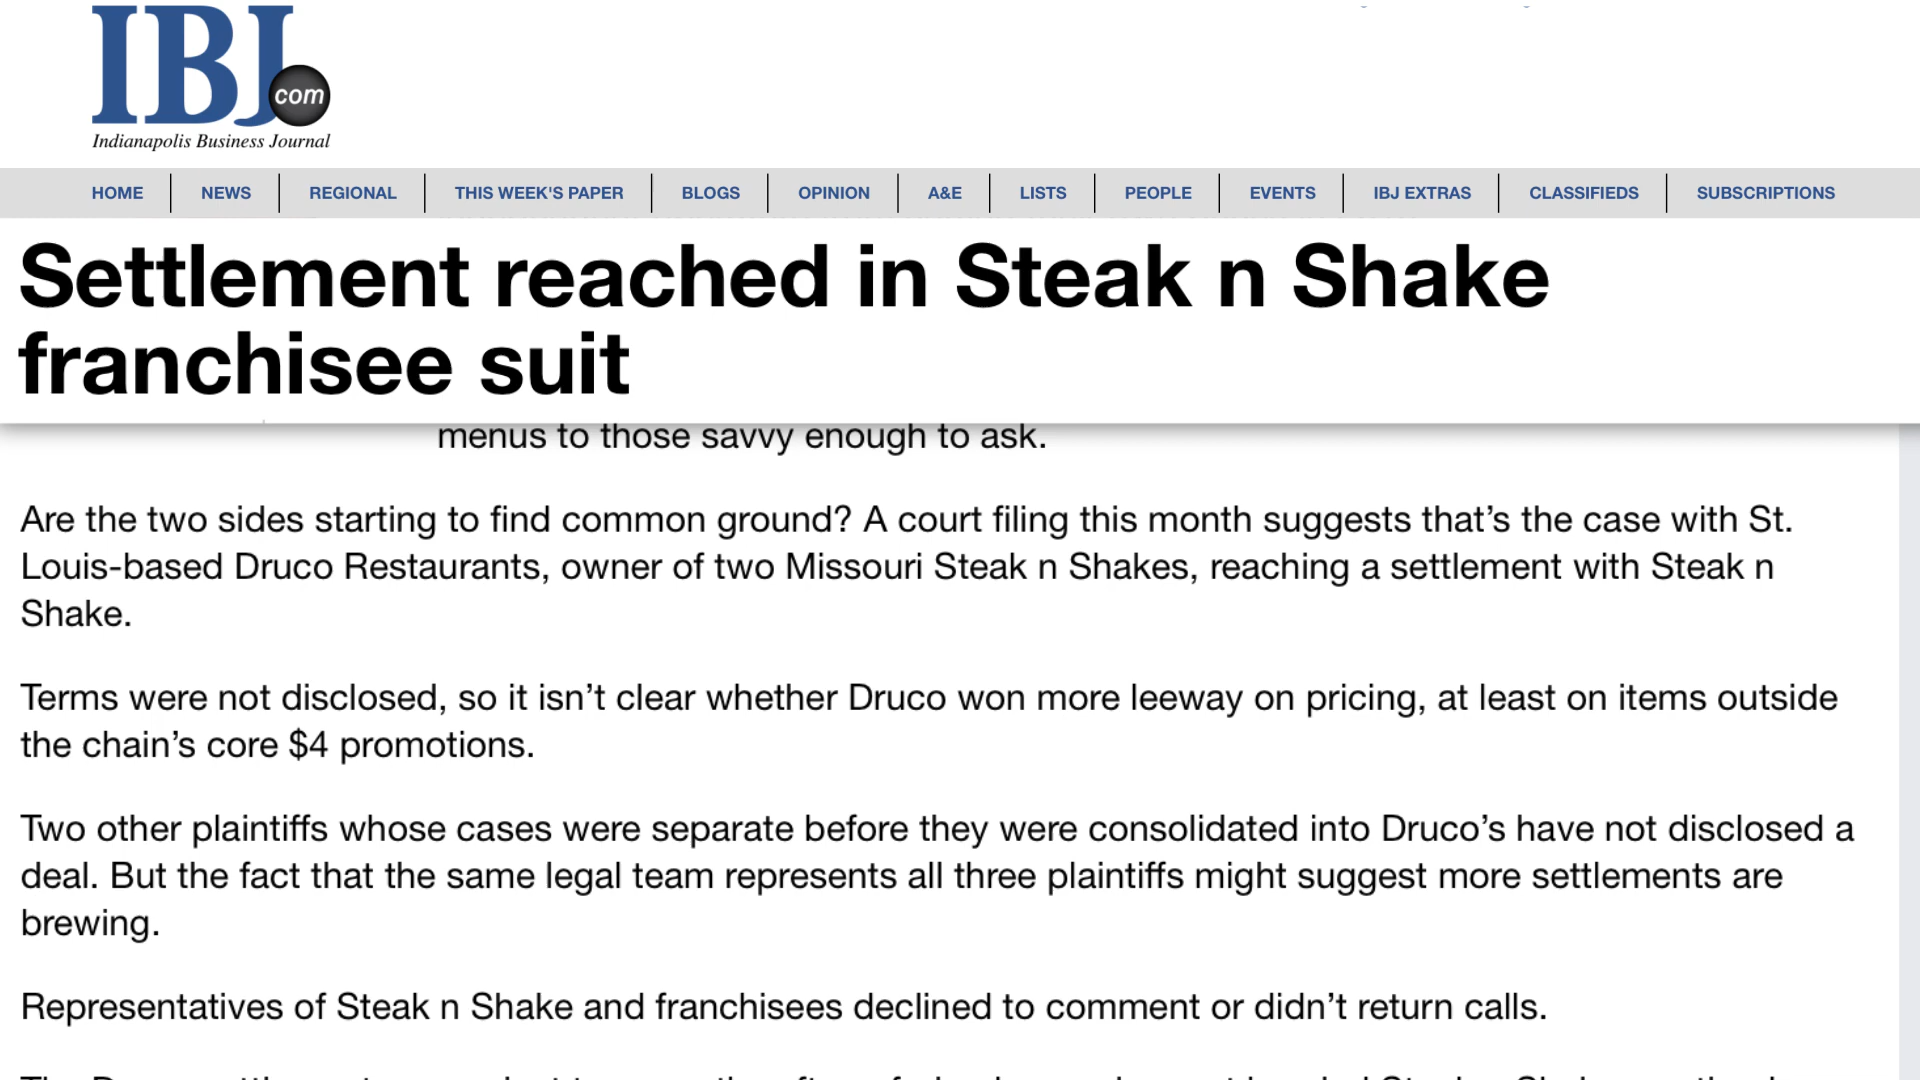 IBJ
com
Indianapolis Business Journal
HOME
NEWS
REGIONAL
THIS WEEK'S PAPER
BLOGS
OPINION
A&E
LISTS
PEOPLE
EVENTS
IBJ EXTRAS
CLASSIFIEDS
SUBSCRIPTIONS
Settlement reached in Steak n Shake
franchisee suit
menus to those savvy enough to ask.
Are the two sides starting to find common ground? A court filing this month suggests that’s the case with St.
Louis-based Druco Restaurants, owner of two Missouri Steak n Shakes, reaching a settlement with Steak n
Shake.
Terms were not disclosed, so it isn’t clear whether Druco won more leeway on pricing, at least on items outside
the chain’s core $4 promotions.
Two other plaintiffs whose cases were separate before they were consolidated into Druco’s have not disclosed a
deal. But the fact that the same legal team represents all three plaintiffs might suggest more settlements are
brewing.
Representatives of Steak n Shake and franchisees declined to comment or didn’t return calls.